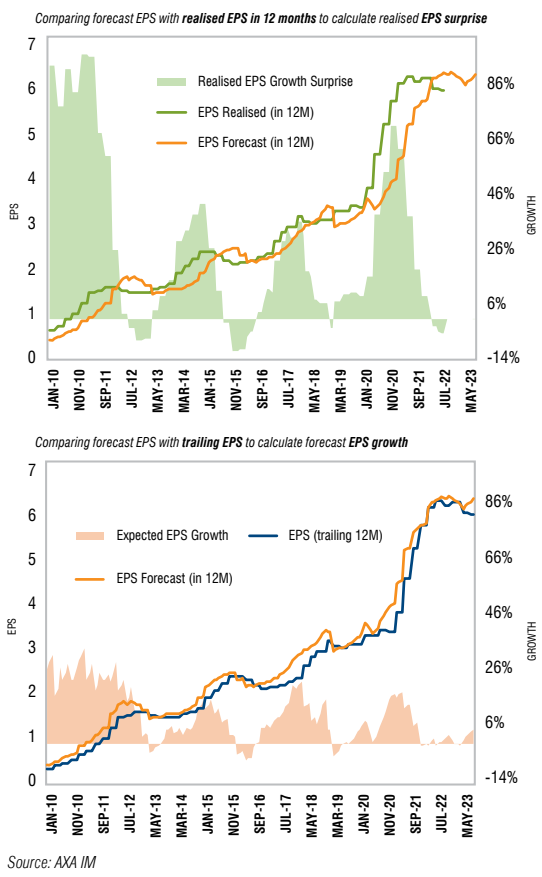 Comparing forecast EPS with realised EPS in 12 months to calculate realised EPS surprise
7
6
5
4
3
2
1
0
EPS
86%
66%
46%
26%
6%
-14%
GROWTH
Realised EPS Growth Surprise
EPS Realised (in 12M)
EPS Forecast (in 12M)
JAN-10
NOV-10
SEP-11
JUL-12
MAY-13
MAR-14
JAN-15
NOV-15
SEP-16
JUL-17
MAY-18
MAR-19
JAN-20
NOV-20
SEP-21
JUL-22
MAY-23
Comparing forecast EPS with trailing EPS to calculate forecast EPS growth
7
6
5
4
3
2
1
0
EPS
86%
66%
46%
26%
6%
-14%
GROWTH
Expected EPS Growth
EPS (trailing 12M)
EPS Forecast (in 12M)
JAN-10
NOV-10
SEP-11
JUL-12
MAY-13
MAR-14
JAN-15
NOV-15
SEP-16
JUL-17
MAY-18
MAR-19
JAN-20
NOV-20
SEP-21
JUL-22
MAY-23
Source: AXA IM